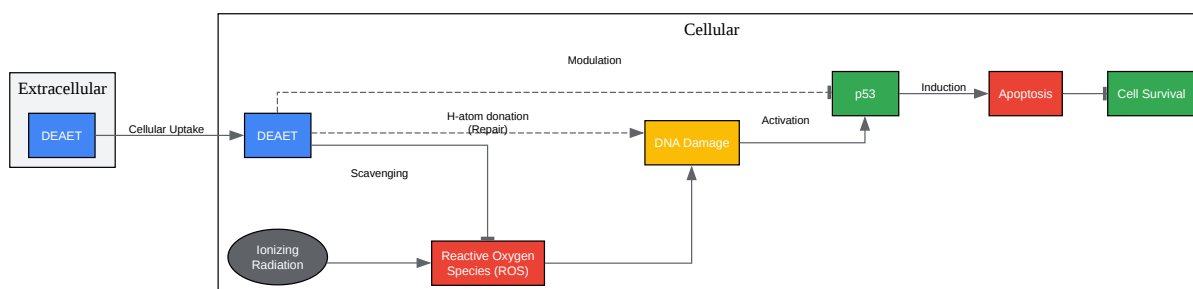 Cellular
Modulation
Extracellular
DEAET
Cellular Uptake
DEAET
H-atom donation
(Repair)
Scavenging
DNA Damage
Activation
p53
Induction
Apoptosis
Cell Survival
Ionizing
Radiation
Reactive Oxygen
Species (ROS)